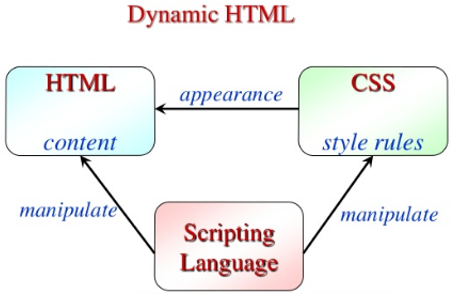 Dynamic HTML
HTML
content
appearance
CSS
style rules
manipulate
manipulate
Scripting
Language